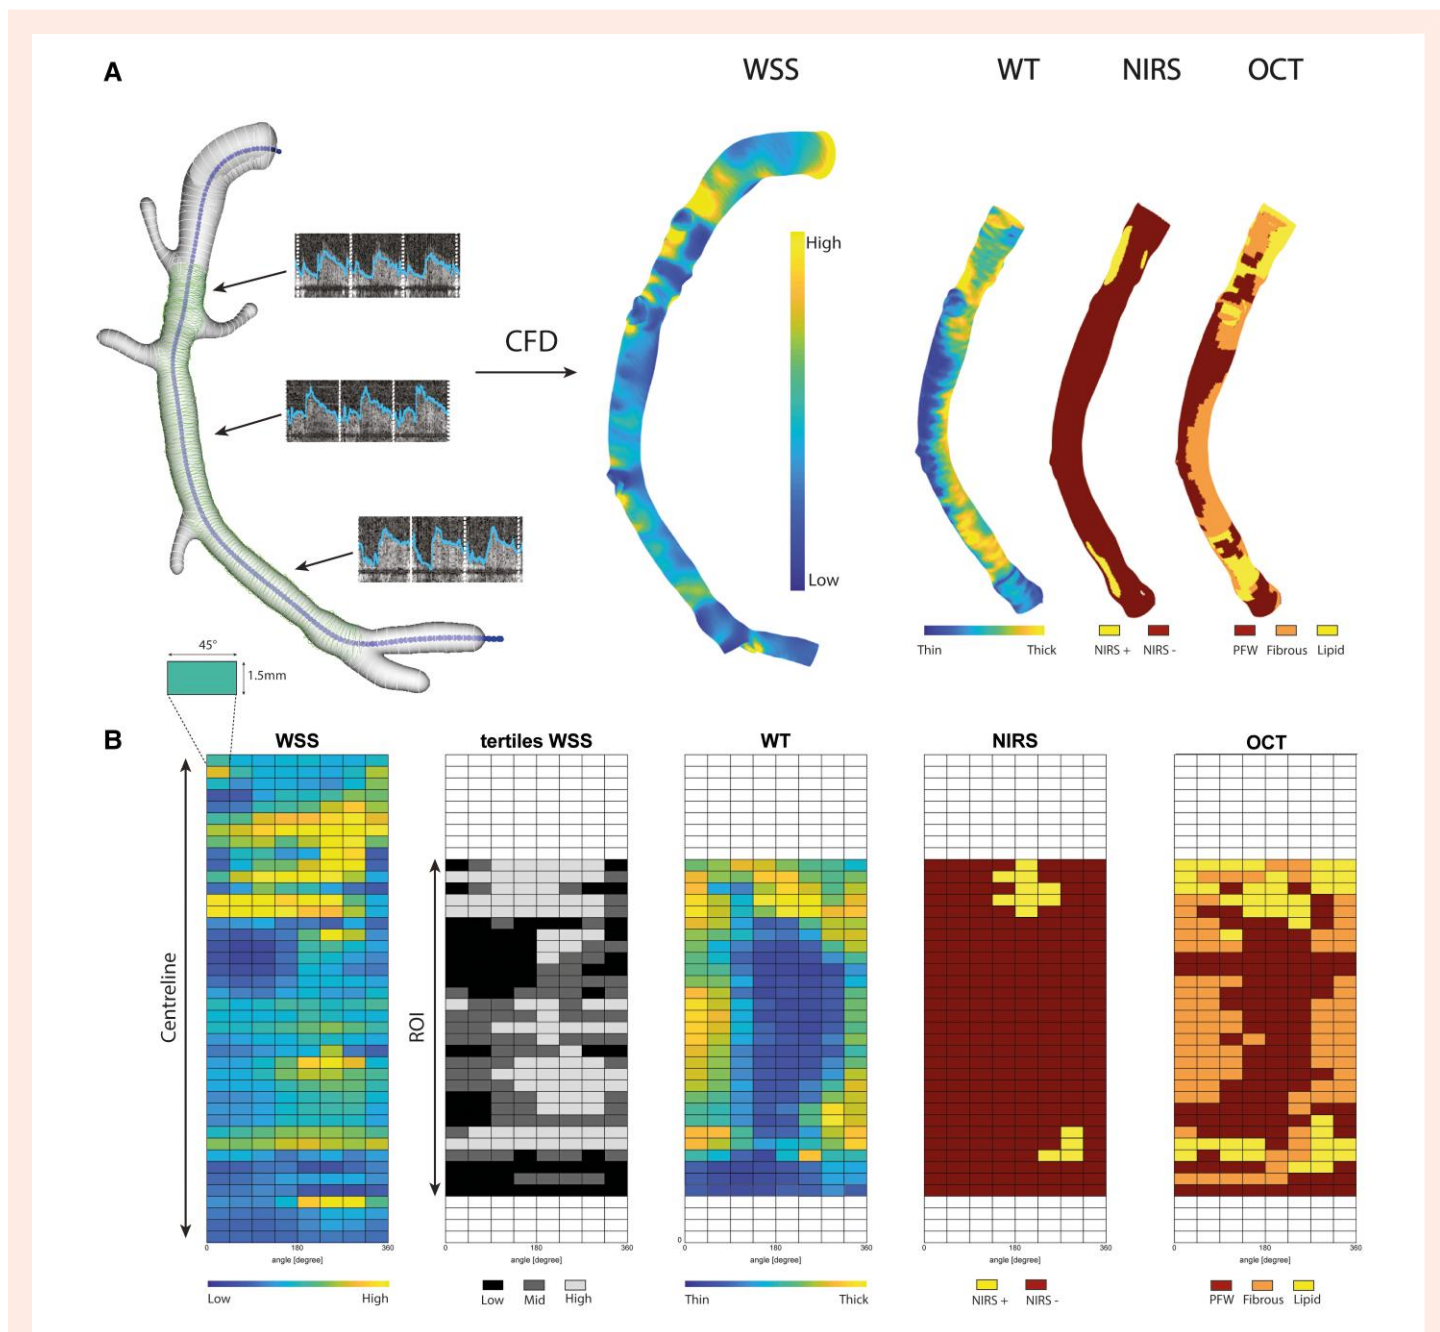 A
WSS WT NIRS OCT
High
CFD
Low
Thin Thick
NIRS + NIRS -
PFW Fibrous Lipid
45°
1.5mm
B
WSS tertiles WSS WT NIRS OCT
Centreline
ROI
0
0 180 360
0 180 360
360
0 180 360
0 180 360
angle [degree] angle [degree] angle [degree] angle [degree] angle [degree]
Low High
Low Mid High
Thin Thick
NIRS + NIRS -
PFW Fibrous Lipid